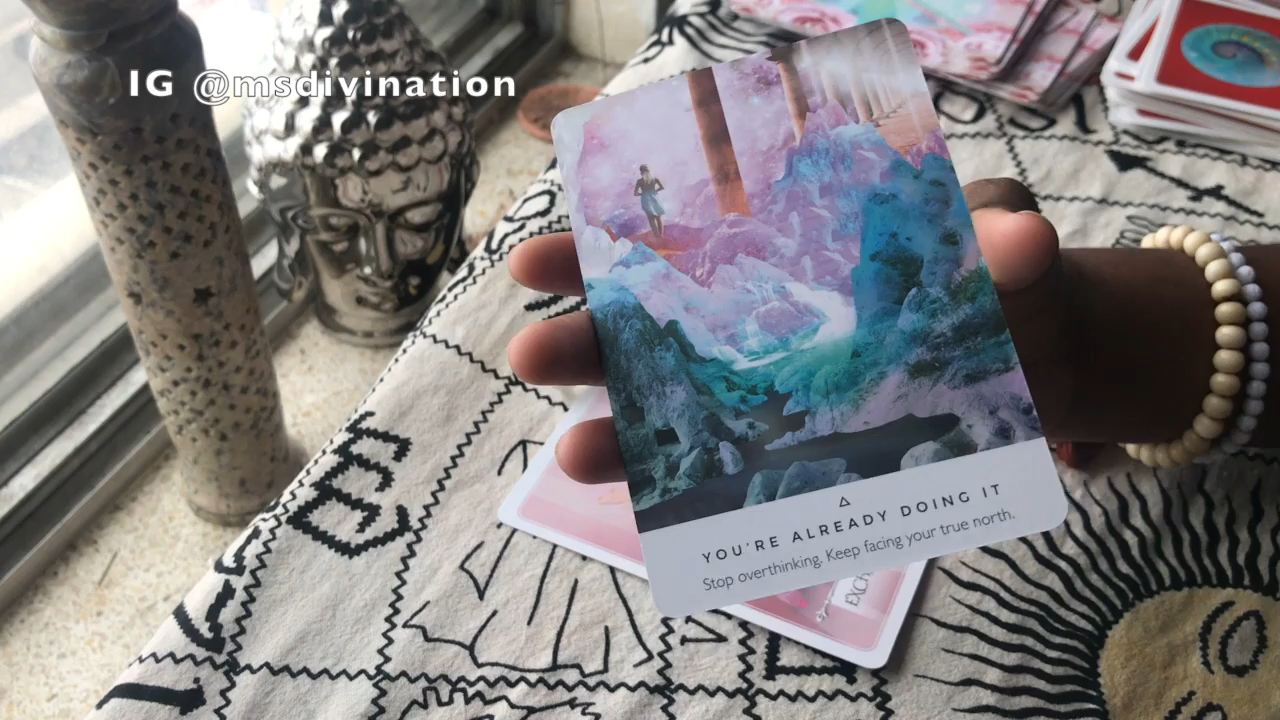 IG @msdivination
YOU'RE ALREADY DOING IT
Stop overthinking. Keep facing your true north.